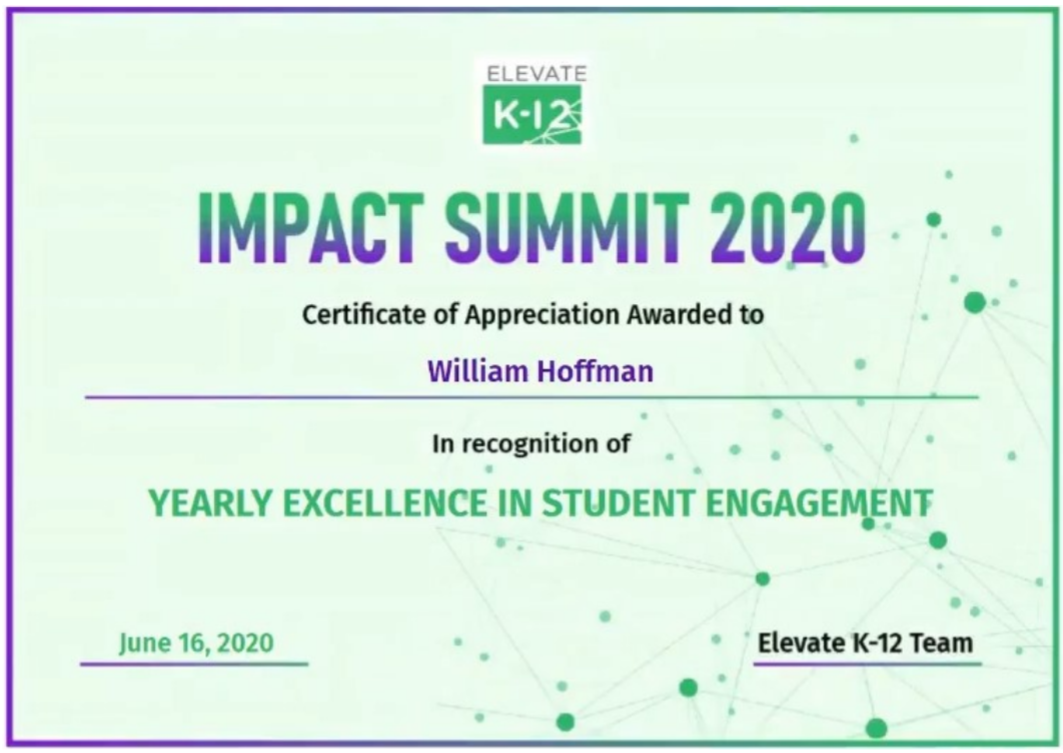 ELEVATE
K-12
IMPACT SUMMIT 2020
Certificate of Appreciation Awarded to
William Hoffman
In recognition of
YEARLY EXCELLENCE IN STUDENT ENGAGEMENT
June 16, 2020
Elevate K-12 Team